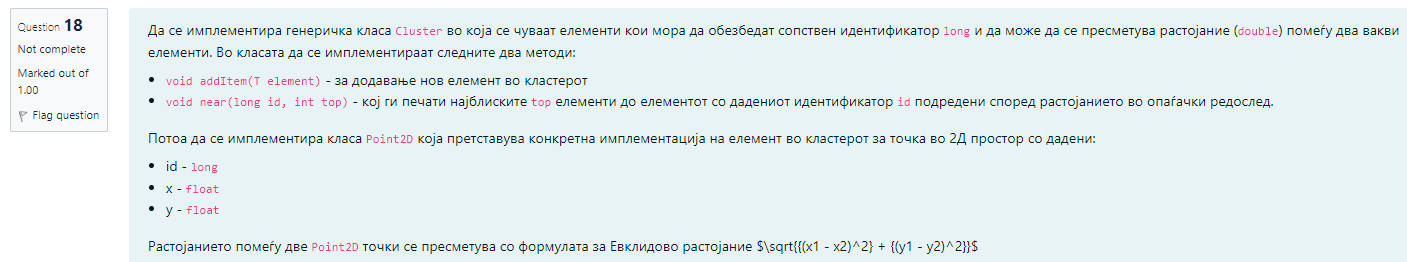 Question 18
Not complete
Marked out of
1.00
Flag question
Да се имплементира генеричка класа Cluster во која се чуваат елементи кои мора да обезбедат сопствен идентификатор long и да може да се пресметува растојание (double) помеѓу два вакви
елементи. Во класата да се имплементираат следните два методи:
• void addItem(T element) - за додавање нов елемент во кластерот
• void near(long id, int top) - кој ги печати најблиските top елементи до елементот со дадениот идентификатор id подредени според растојанието во опаѓачки редослед.
Потоа да се имплементира класа Point2D која претставува конкретна имплементација на елемент во кластерот за точка во 2Д простор со дадени:
• id - long
• x - float
• y - float
Растојанието помеѓу две Point2D точки се пресметува со формулата за Евклидово растојание $\sqrt{{(x1 - x2)^2} + {(y1 - y2)^2}}$